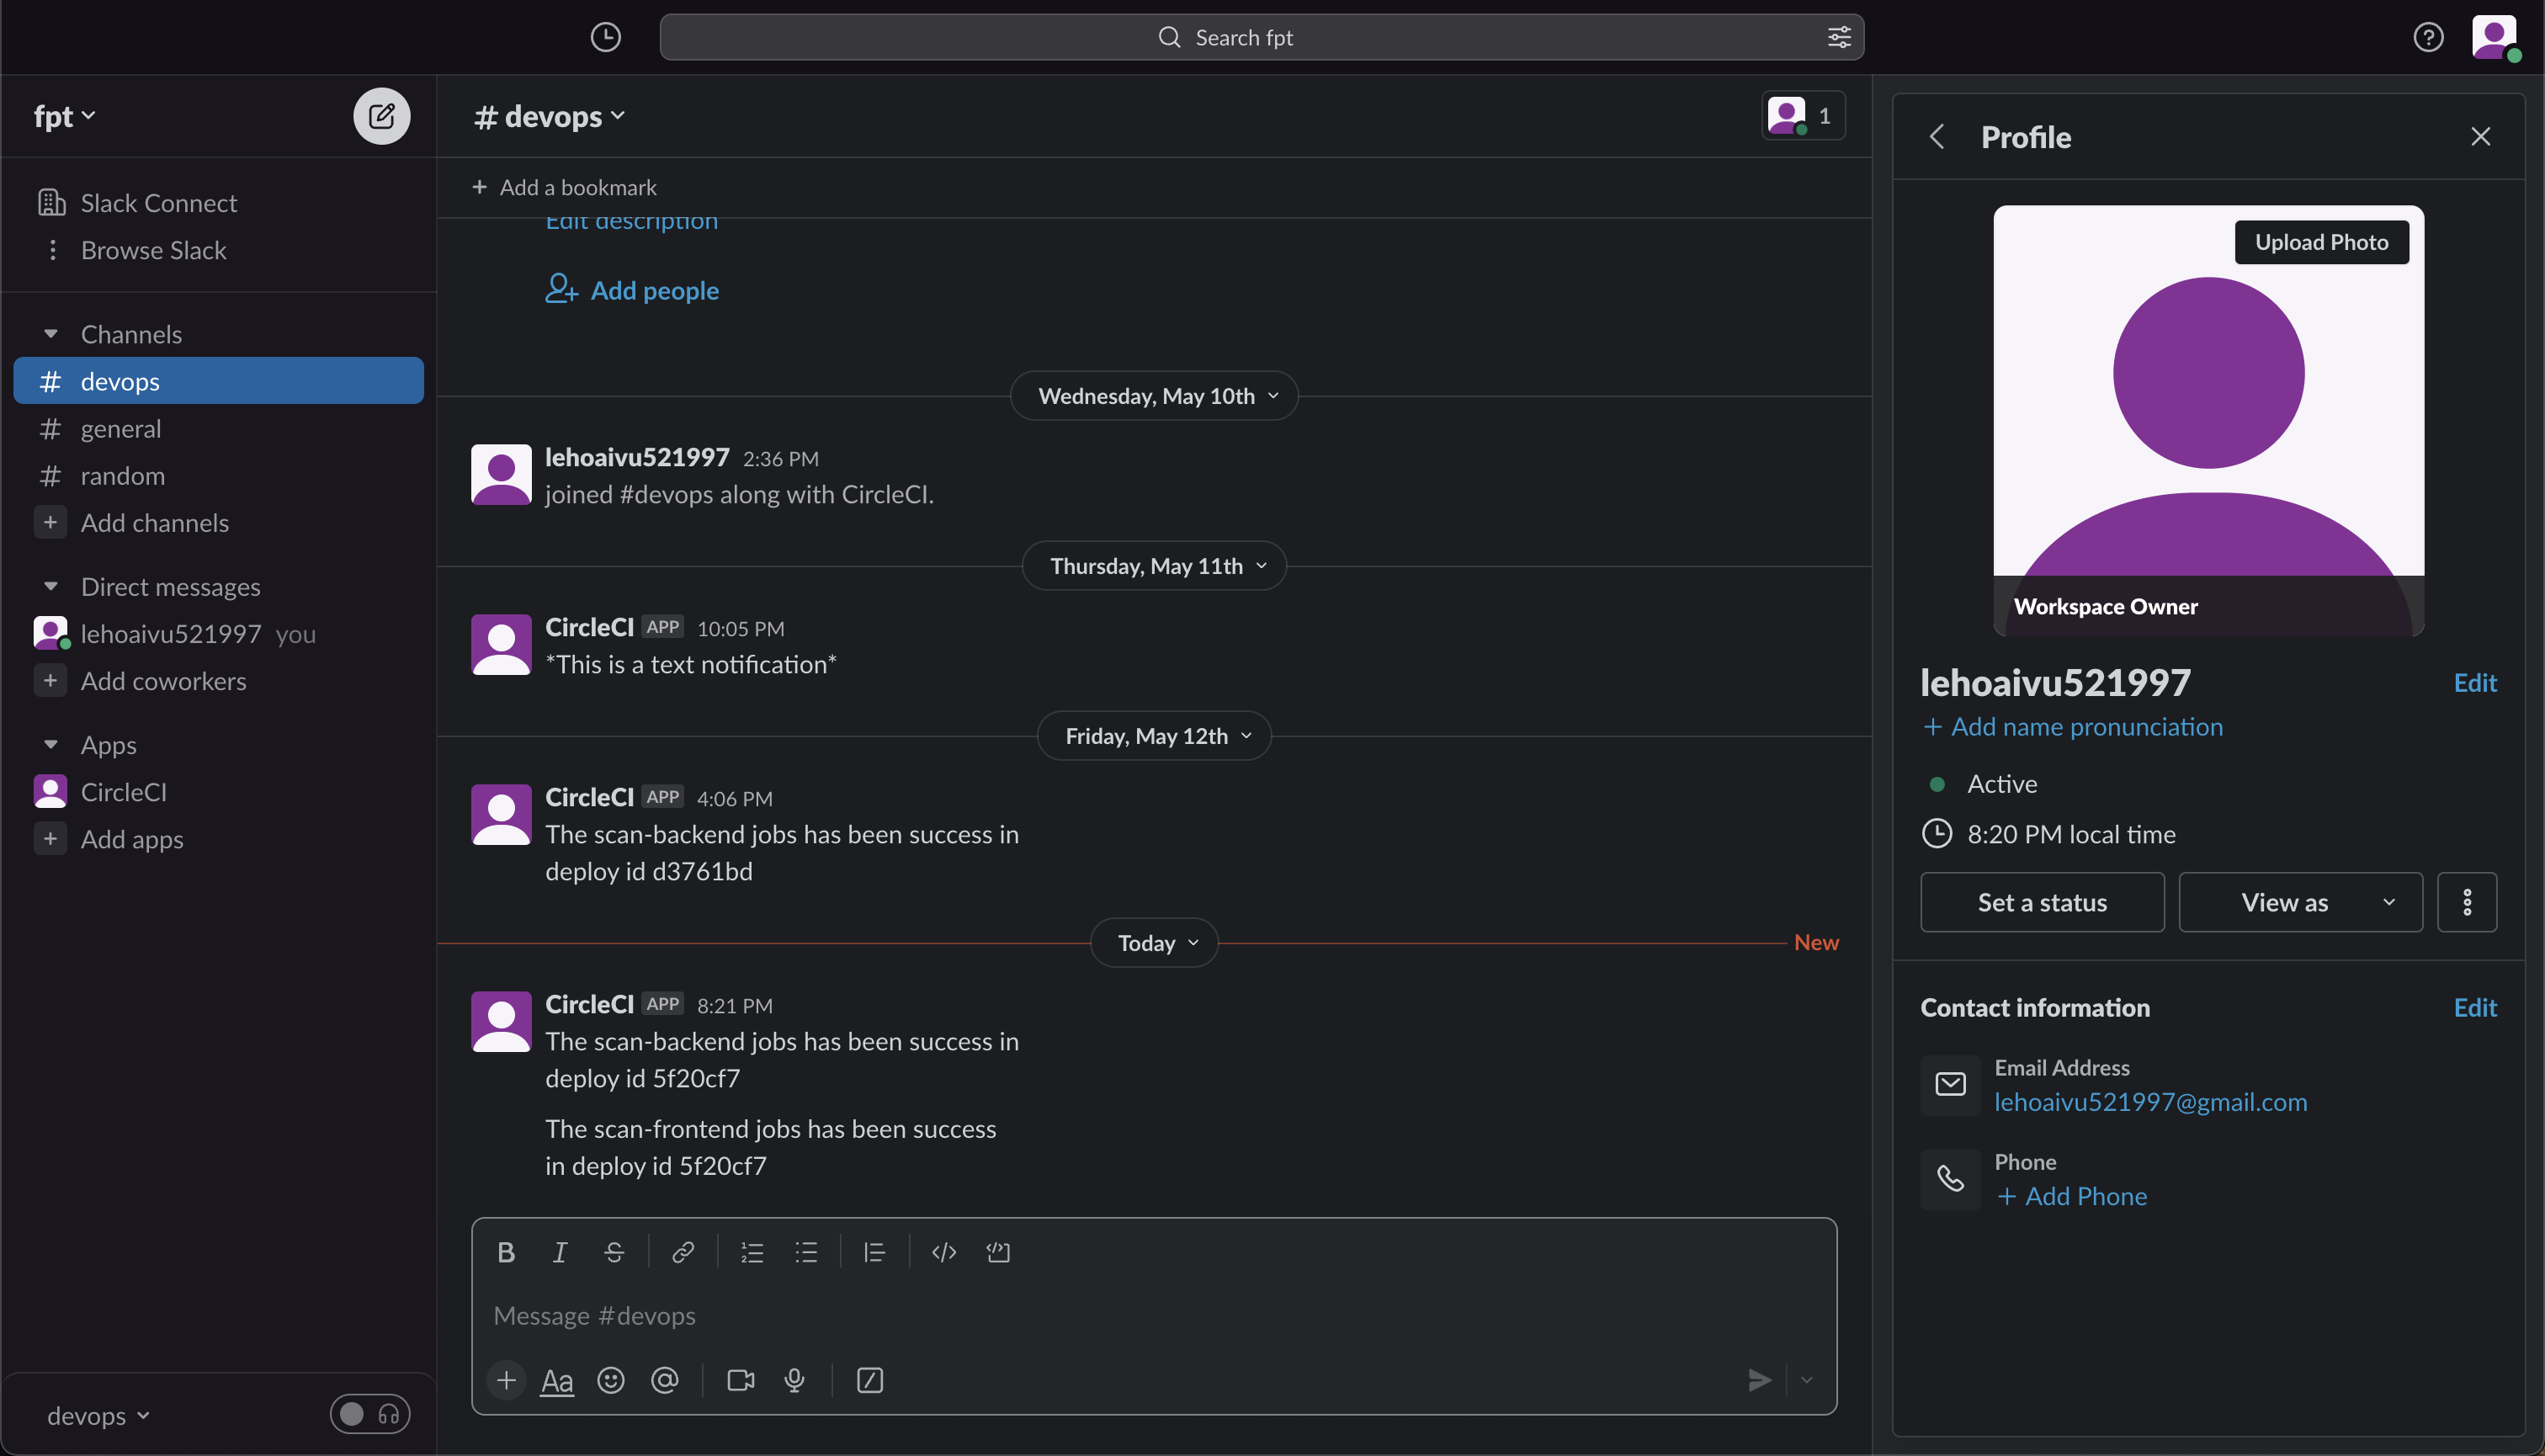 Search fpt
fpt
Slack Connect
Browse Slack
Channels
# devops
# general
# random
+ Add channels
Direct messages
lehoaivu521997 you
+ Add coworkers
Apps
CircleCI
+ Add apps
devops
# devops
1
+ Add a bookmark
Edit description
Add people
Wednesday, May 10th
lehoaivu521997 2:36 PM
joined #devops along with CircleCI.
Thursday, May 11th
CircleCI APP 10:05 PM
*This is a text notification*
Friday, May 12th
CircleCI APP 4:06 PM
The scan-backend jobs has been success in
deploy id d3761bd
Today
New
CircleCI APP 8:21 PM
The scan-backend jobs has been success in
deploy id 5f20cf7
The scan-frontend jobs has been success
in deploy id 5f20cf7
Message #devops
Aa
Profile
Upload Photo
Workspace Owner
lehoaivu521997 Edit
+ Add name pronunciation
Active
8:20 PM local time
Set a status
View as
Contact information Edit
Email Address
lehoaivu521997@gmail.com
Phone
+ Add Phone